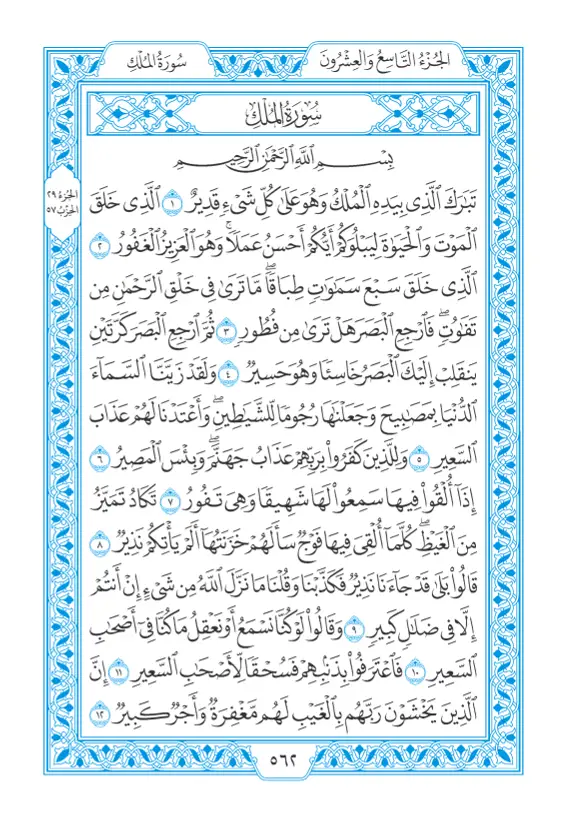 الجُزْءُ التَّاسِعُ وَالعِشْرُونَ
سُورَةُ المُلْكِ
سُورَةُ المُلْكِ
بِسْمِ ٱللَّهِ ٱلرَّحْمَٰنِ ٱلرَّحِيمِ
الجُزْءُ ٢٩
الحِزْبُ ٥٧
تَبَٰرَكَ ٱلَّذِى بِيَدِهِ ٱلْمُلْكُ وَهُوَ عَلَىٰ كُلِّ شَىْءٍ قَدِيرٌ ١ ٱلَّذِى خَلَقَ
ٱلْمَوْتَ وَٱلْحَيَوٰةَ لِيَبْلُوَكُمْ أَيُّكُمْ أَحْسَنُ عَمَلًا ۚ وَهُوَ ٱلْعَزِيزُ ٱلْغَفُورُ ٢
ٱلَّذِى خَلَقَ سَبْعَ سَمَٰوَٰتٍ طِبَاقًا ۖ مَّا تَرَىٰ فِى خَلْقِ ٱلرَّحْمَٰنِ مِن
تَفَٰوُتٍ ۖ فَٱرْجِعِ ٱلْبَصَرَ هَلْ تَرَىٰ مِن فُطُورٍ ٣ ثُمَّ ٱرْجِعِ ٱلْبَصَرَ كَرَّتَيْنِ
يَنقَلِبْ إِلَيْكَ ٱلْبَصَرُ خَاسِئًا وَهُوَ حَسِيرٌ ٤ وَلَقَدْ زَيَّنَّا ٱلسَّمَآءَ
ٱلدُّنْيَا بِمَصَٰبِيحَ وَجَعَلْنَٰهَا رُجُومًا لِّلشَّيَٰطِينِ ۖ وَأَعْتَدْنَا لَهُمْ عَذَابَ
ٱلسَّعِيرِ ٥ وَلِلَّذِينَ كَفَرُوا۟ بِرَبِّهِمْ عَذَابُ جَهَنَّمَ ۖ وَبِئْسَ ٱلْمَصِيرُ ٦
إِذَآ أُلْقُوا۟ فِيهَا سَمِعُوا۟ لَهَا شَهِيقًا وَهِىَ تَفُورُ ٧ تَكَادُ تَمَيَّزُ
مِنَ ٱلْغَيْظِ ۖ كُلَّمَآ أُلْقِىَ فِيهَا فَوْجٌ سَأَلَهُمْ خَزَنَتُهَآ أَلَمْ يَأْتِكُمْ نَذِيرٌ ٨
قَالُوا۟ بَلَىٰ قَدْ جَآءَنَا نَذِيرٌ فَكَذَّبْنَا وَقُلْنَا مَا نَزَّلَ ٱللَّهُ مِن شَىْءٍ إِنْ أَنتُمْ
إِلَّا فِى ضَلَٰلٍ كَبِيرٍ ٩ وَقَالُوا۟ لَوْ كُنَّا نَسْمَعُ أَوْ نَعْقِلُ مَا كُنَّا فِىٓ أَصْحَٰبِ
ٱلسَّعِيرِ ١٠ فَٱعْتَرَفُوا۟ بِذَنۢبِهِمْ فَسُحْقًا لِّأَصْحَٰبِ ٱلسَّعِيرِ ١١ إِنَّ
ٱلَّذِينَ يَخْشَوْنَ رَبَّهُم بِٱلْغَيْبِ لَهُم مَّغْفِرَةٌ وَأَجْرٌ كَبِيرٌ ١٢
٥٦٢